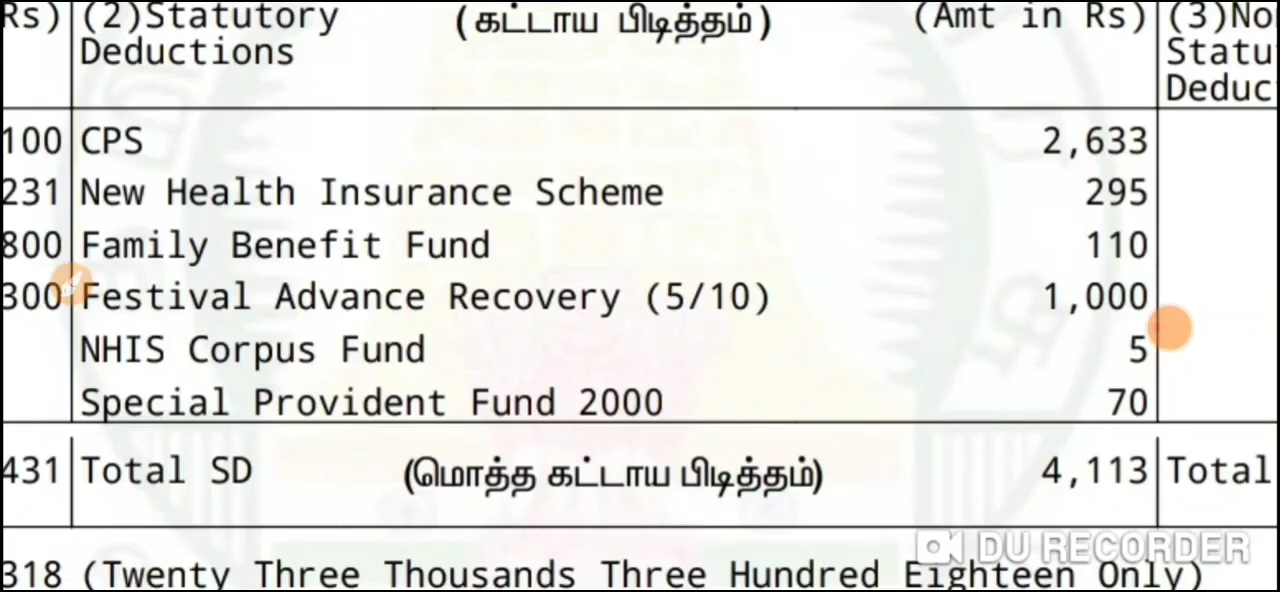 Rs) (2)Statutory (கட்டாய பிடித்தம்) (Amt in Rs) (3)No
Deductions Statu
Deduc
100 CPS 2,633
231 New Health Insurance Scheme 295
800 Family Benefit Fund 110
300 Festival Advance Recovery (5/10) 1,000
NHIS Corpus Fund 5
Special Provident Fund 2000 70
431 Total SD (மொத்த கட்டாய பிடித்தம்) 4,113 Total
DU RECORDER
318 (Twenty Three Thousands Three Hundred Eighteen Only)